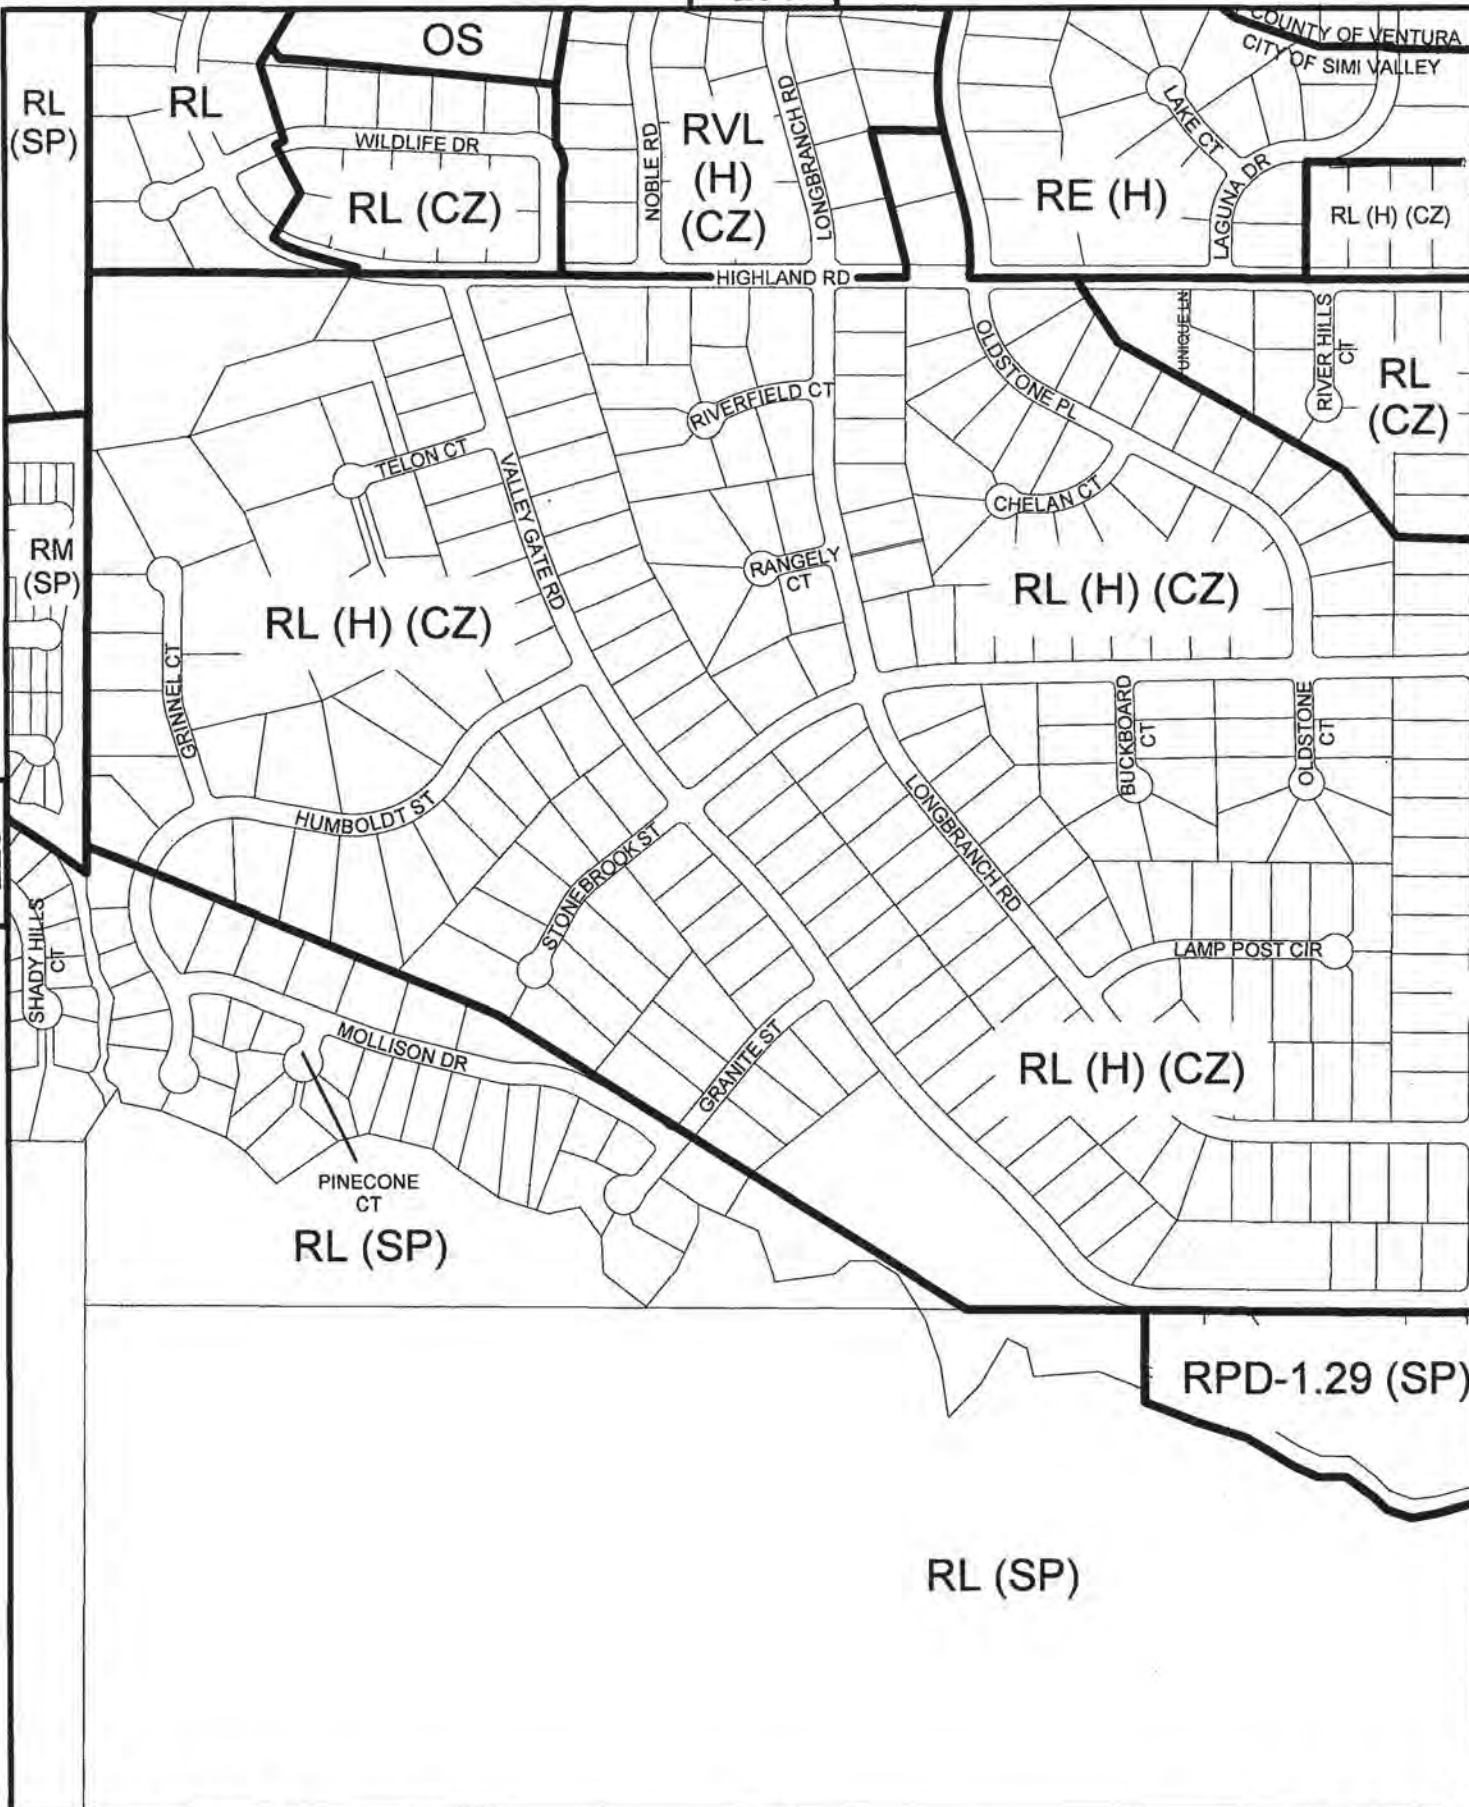 OS
COUNTY OF VENTURA
CITY OF SIMI VALLEY
RL
(SP)
RL
WILDLIFE DR
RL (CZ)
NOBLE RD
RVL
(H)
(CZ)
LONGBRANCH RD
LAKE CT
LAGUNA DR
RE (H)
RL (H) (CZ)
HIGHLAND RD
OLDSTONE PL
UNIQUE LN
RIVER HILLS
CT
RL
(CZ)
RIVERFIELD CT
TELON CT
VALLEY GATE RD
CHELAN CT
RANGELY
CT
RM
(SP)
RL (H) (CZ)
RL (H) (CZ)
GRINNEL CT
BUCKBOARD
CT
OLDSTONE
CT
HUMBOLDT ST
LONGBRANCH RD
STONEBROOK ST
SHADY HILLS
CT
LAMP POST CIR
MOLLISON DR
GRANITE ST
RL (H) (CZ)
PINECONE
CT
RL (SP)
RPD-1.29 (SP)
RL (SP)